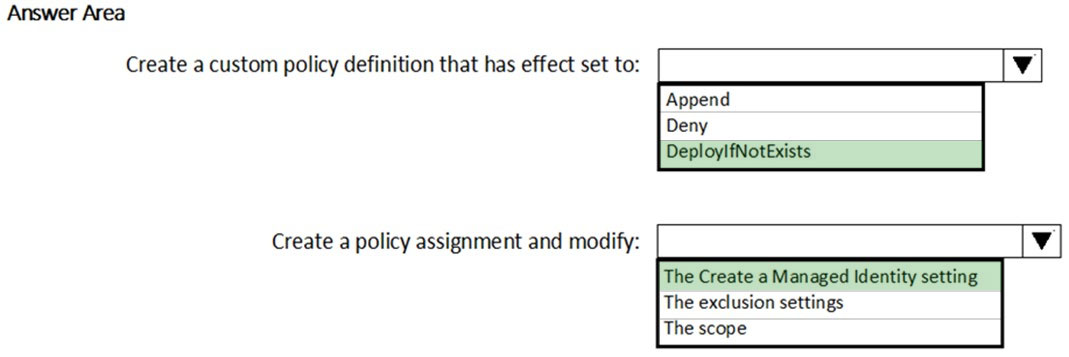 Answer Area
Create a custom policy definition that has effect set to:
Append
Deny
DeployIfNotExists
Create a policy assignment and modify:
The Create a Managed Identity setting
The exclusion settings
The scope